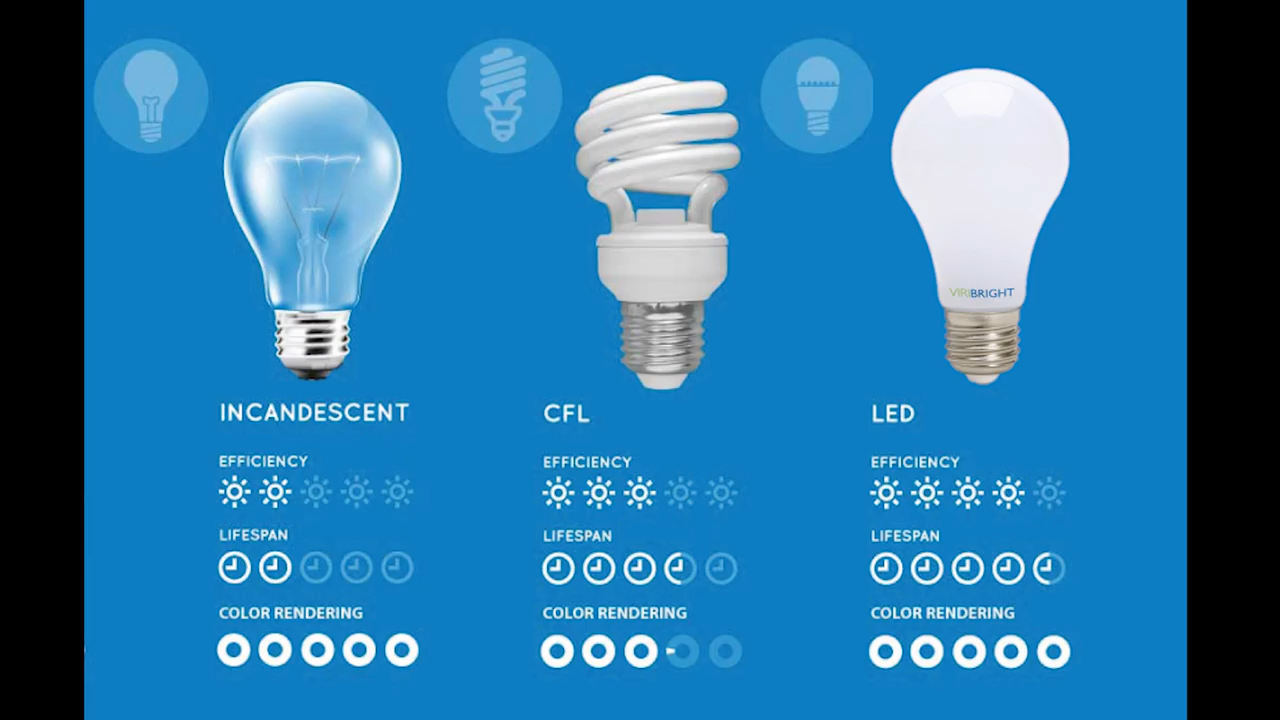 VIRIBRIGHT
INCANDESCENT
EFFICIENCY
LIFESPAN
COLOR RENDERING
CFL
EFFICIENCY
LIFESPAN
COLOR RENDERING
LED
EFFICIENCY
LIFESPAN
COLOR RENDERING